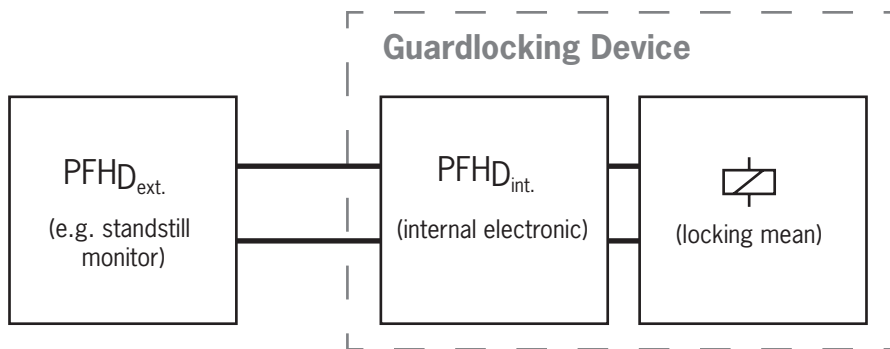 Guardlocking Device
PFHDext.
(e.g. standstill
monitor)
PFHDint.
(internal electronic)
(locking mean)